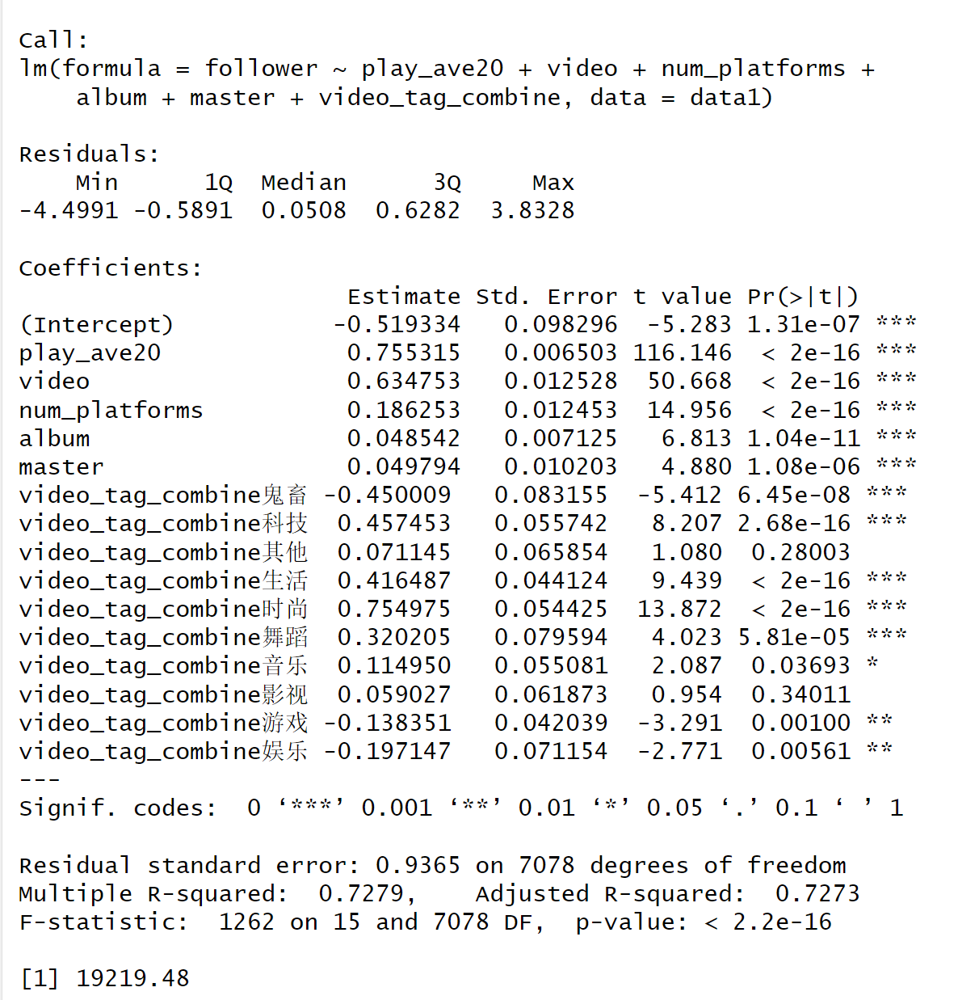 Call:
lm(formula = follower ~ play_ave20 + video + num_platforms +
    album + master + video_tag_combine, data = data1)

Residuals:
    Min      1Q  Median      3Q     Max
-4.4991 -0.5891  0.0508  0.6282  3.8328

Coefficients:
                       Estimate Std. Error t value Pr(>|t|)
(Intercept)           -0.519334   0.098296  -5.283 1.31e-07 ***
play_ave20             0.755315   0.006503 116.146  < 2e-16 ***
video                  0.634753   0.012528  50.668  < 2e-16 ***
num_platforms          0.186253   0.012453  14.956  < 2e-16 ***
album                  0.048542   0.007125   6.813 1.04e-11 ***
master                 0.049794   0.010203   4.880 1.08e-06 ***
video_tag_combine鬼畜 -0.450009   0.083155  -5.412 6.45e-08 ***
video_tag_combine科技  0.457453   0.055742   8.207 2.68e-16 ***
video_tag_combine其他  0.071145   0.065854   1.080  0.28003
video_tag_combine生活  0.416487   0.044124   9.439  < 2e-16 ***
video_tag_combine时尚  0.754975   0.054425  13.872  < 2e-16 ***
video_tag_combine舞蹈  0.320205   0.079594   4.023 5.81e-05 ***
video_tag_combine音乐  0.114950   0.055081   2.087  0.03693 *
video_tag_combine影视  0.059027   0.061873   0.954  0.34011
video_tag_combine游戏 -0.138351   0.042039  -3.291  0.00100 **
video_tag_combine娱乐 -0.197147   0.071154  -2.771  0.00561 **
---
Signif. codes:  0 ‘***’ 0.001 ‘**’ 0.01 ‘*’ 0.05 ‘.’ 0.1 ‘ ’ 1

Residual standard error: 0.9365 on 7078 degrees of freedom
Multiple R-squared:  0.7279,    Adjusted R-squared:  0.7273
F-statistic:  1262 on 15 and 7078 DF,  p-value: < 2.2e-16

[1] 19219.48